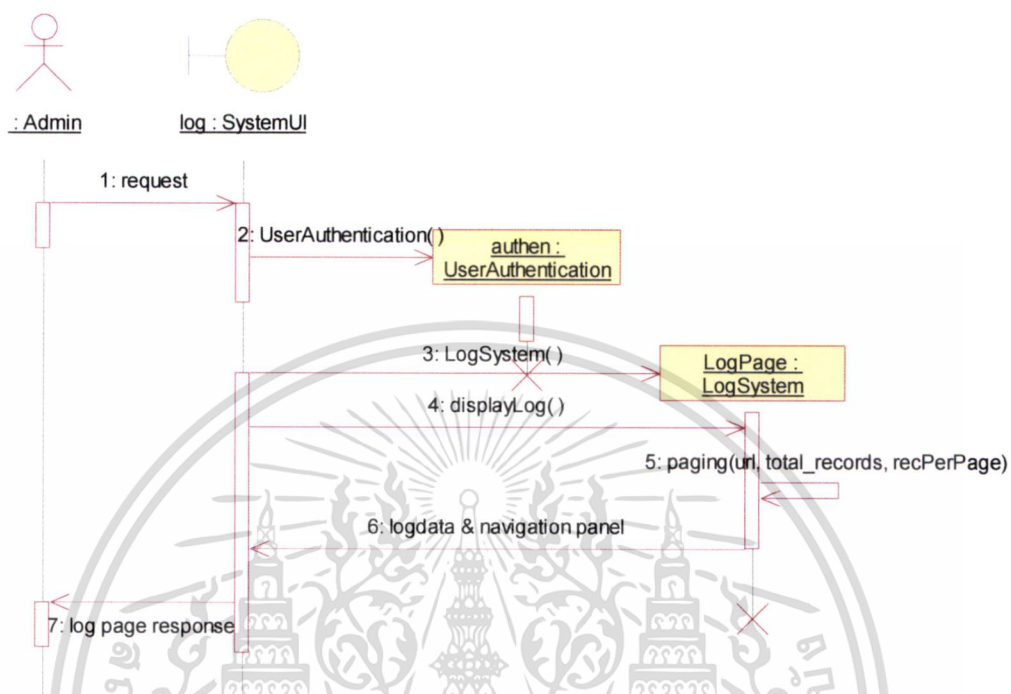 : Admin
log : SystemUI
1: request
2: UserAuthentication( )
authen :
UserAuthentication
3: LogSystem( )
LogPage :
LogSystem
4: displayLog( )
5: paging(url, total_records, recPerPage)
6: logdata & navigation panel
7: log page response